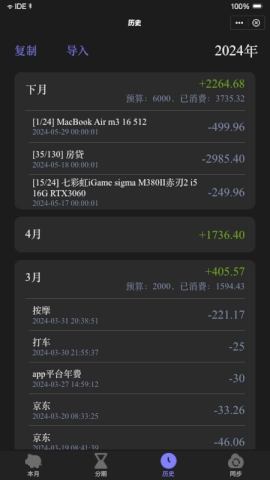 IDE 100%
历史
复制 导入 2024年
下月 +2264.68
预算：6000，已消费：3735.32
[1/24] MacBook Air m3 16 512 -499.96
2024-05-29 00:00:01
[35/130] 房贷 -2985.40
2024-05-18 00:00:01
[15/24] 七彩虹iGame sigma M380II赤刃2 i5
16G RTX3060 -249.96
2024-05-17 00:00:01
4月 +1736.40
3月 +405.57
预算：2000，已消费：1594.43
按摩 -221.17
2024-03-31 20:38:51
打车 -25
2024-03-30 21:55:37
app平台年费 -30
2024-03-27 14:59:12
京东 -33.26
2024-03-20 08:33:25
京东 -46.06
2024-03-19 08:41:39
本月 分期 历史 同步